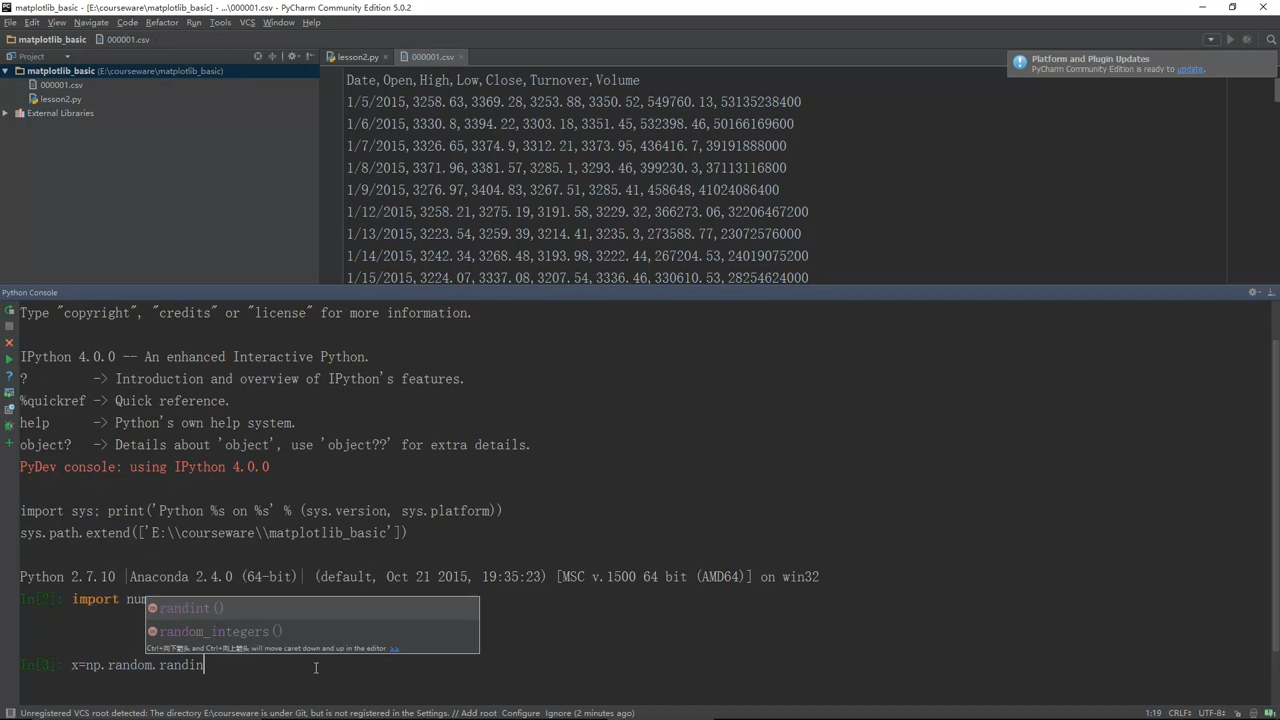 matplotlib_basic - [E:\courseware\matplotlib_basic] - ...\000001.csv - PyCharm Community Edition 5.0.2
File Edit View Navigate Code Refactor Run Tools VCS Window Help
matplotlib_basic 000001.csv
Project
lesson2.py 000001.csv
matplotlib_basic (E:\courseware\matplotlib_basic)
000001.csv
lesson2.py
External Libraries
Platform and Plugin Updates
PyCharm Community Edition is ready to update.
Date,Open,High,Low,Close,Turnover,Volume
1/5/2015,3258.63,3369.28,3253.88,3350.52,549760.13,53135238400
1/6/2015,3330.8,3394.22,3303.18,3351.45,532398.46,50166169600
1/7/2015,3326.65,3374.9,3312.21,3373.95,436416.7,39191888000
1/8/2015,3371.96,3381.57,3285.1,3293.46,399230.3,37113116800
1/9/2015,3276.97,3404.83,3267.51,3285.41,458648,41024086400
1/12/2015,3258.21,3275.19,3191.58,3229.32,366273.06,32206467200
1/13/2015,3223.54,3259.39,3214.41,3235.3,273588.77,23072576000
1/14/2015,3242.34,3268.48,3193.98,3222.44,267204.53,24019075200
1/15/2015,3224.07,3337.08,3207.54,3336.46,330610.53,28254624000
Python Console
Type "copyright", "credits" or "license" for more information.
IPython 4.0.0 -- An enhanced Interactive Python.
? -> Introduction and overview of IPython's features.
%quickref -> Quick reference.
help -> Python's own help system.
object? -> Details about 'object', use 'object??' for extra details.
PyDev console: using IPython 4.0.0
import sys; print('Python %s on %s' % (sys.version, sys.platform))
sys.path.extend(['E:\\courseware\\matplotlib_basic'])
Python 2.7.10 |Anaconda 2.4.0 (64-bit)| (default, Oct 21 2015, 19:35:23) [MSC v.1500 64 bit (AMD64)] on win32
In[2]: import num
randint()
random_integers()
Ctrl+向下箭头 and Ctrl+向上箭头 will move caret down and up in the editor >>
In[3]: x=np.random.randin
Unregistered VCS root detected: The directory E:\courseware is under Git, but is not registered in the Settings. // Add root Configure Ignore (2 minutes ago) 1:19 CRLF÷ UTF-8÷